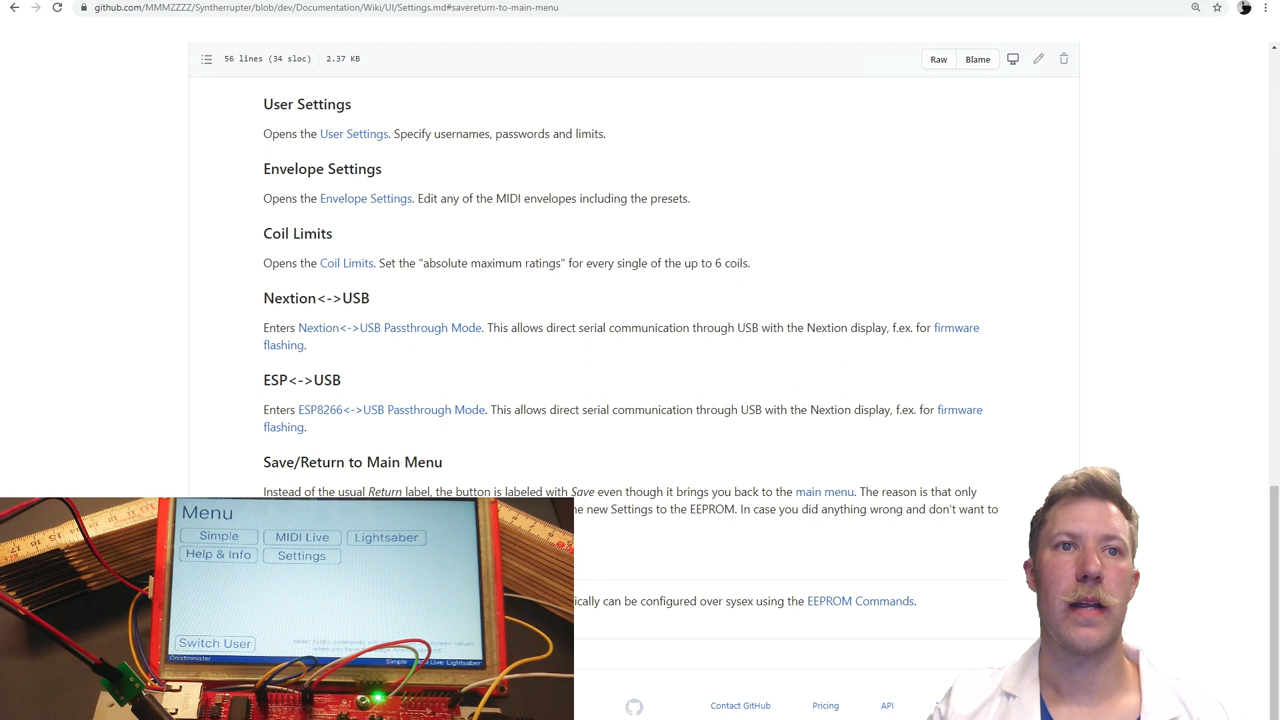 github.com/MMMZZZZ/Syntherrupter/blob/dev/Documentation/Wiki/UI/Settings.md#savereturn-to-main-menu
56 lines (34 sloc) 2.37 KB
Raw Blame
User Settings
Opens the User Settings. Specify usernames, passwords and limits.
Envelope Settings
Opens the Envelope Settings. Edit any of the MIDI envelopes including the presets.
Coil Limits
Opens the Coil Limits. Set the "absolute maximum ratings" for every single of the up to 6 coils.
Nextion<->USB
Enters Nextion<->USB Passthrough Mode. This allows direct serial communication through USB with the Nextion display, f.ex. for firmware
flashing.
ESP<->USB
Enters ESP8266<->USB Passthrough Mode. This allows direct serial communication through USB with the Nextion display, f.ex. for firmware
flashing.
Save/Return to Main Menu
Instead of the usual Return label, the button is labeled with Save even though it brings you back to the main menu. The reason is that only
new Settings to the EEPROM. In case you did anything wrong and don't want to
can be configured over sysex using the EEPROM Commands.
Contact GitHub Pricing API
Menu
Simple MIDI Live Lightsaber
Help & Info Settings
Switch User
Simple Live Lightsaber